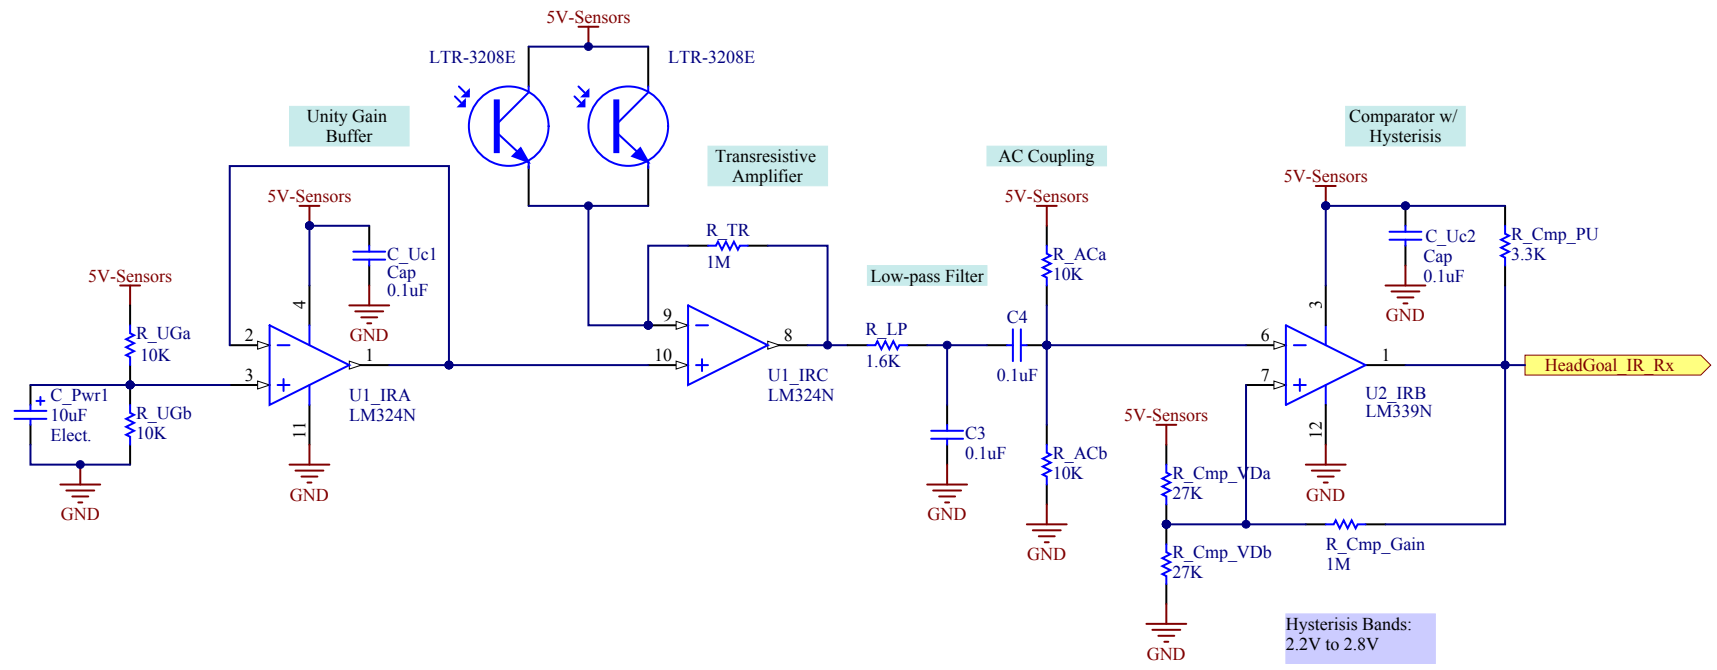 5V-Sensors
LTR-3208E
LTR-3208E
Unity Gain
Buffer
Transresistive
Amplifier
AC Coupling
Comparator w/
Hysterisis
5V-Sensors
4
C_Uc1
Cap
0.1uF
GND
5V-Sensors
R_UGa
10K
2
3
1
U1_IRA
LM324N
11
GND
C_Pwr1
+
10uF
Elect.
R_UGb
10K
GND
R_TR
1M
9
10
8
U1_IRC
LM324N
Low-pass Filter
R_LP
1.6K
C3
0.1uF
GND
C4
0.1uF
5V-Sensors
R_ACa
10K
R_ACb
10K
GND
5V-Sensors
3
C_Uc2
Cap
0.1uF
GND
R_Cmp_PU
3.3K
6
7
1
U2_IRB
LM339N
12
GND
HeadGoal_IR_Rx
5V-Sensors
R_Cmp_VDa
27K
R_Cmp_VDb
27K
GND
R_Cmp_Gain
1M
Hysterisis Bands:
2.2V to 2.8V